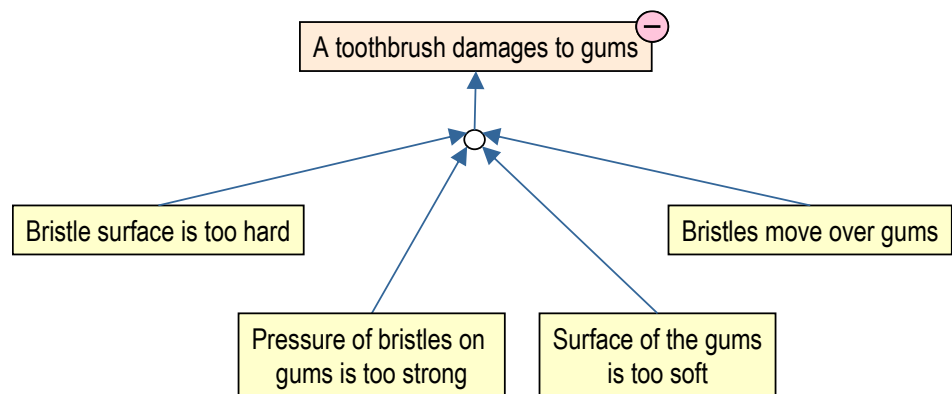 A toothbrush damages to gums
Bristle surface is too hard
Bristles move over gums
Pressure of bristles on
gums is too strong
Surface of the gums
is too soft